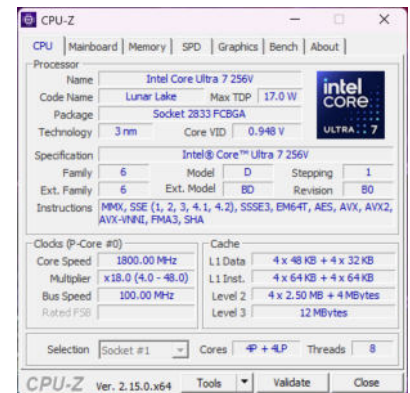 CPU-Z
CPU Mainboard Memory SPD Graphics Bench About
Processor
Name Intel Core Ultra 7 256V
Code Name Lunar Lake Max TDP 17.0 W
Package Socket 2833 FCBGA
Technology 3 nm Core VID 0.948 V
intel
CORE
ULTRA 7
Specification Intel® Core™ Ultra 7 256V
Family 6 Model D Stepping 1
Ext. Family 6 Ext. Model BD Revision B0
Instructions MMX, SSE (1, 2, 3, 4.1, 4.2), SSSE3, EM64T, AES, AVX, AVX2,
AVX-VNNI, FMA3, SHA
Clocks (P-Core #0)
Core Speed 1800.00 MHz
Multiplier x18.0 (4.0 - 48.0)
Bus Speed 100.00 MHz
Rated FSB
Cache
L1 Data 4 x 48 KB + 4 x 32 KB
L1 Inst. 4 x 64 KB + 4 x 64 KB
Level 2 4 x 2.50 MB + 4 MBytes
Level 3 12 MBytes
Selection Socket #1 Cores 4P + 4LP Threads 8
CPU-Z Ver. 2.15.0.x64 Tools Validate Close